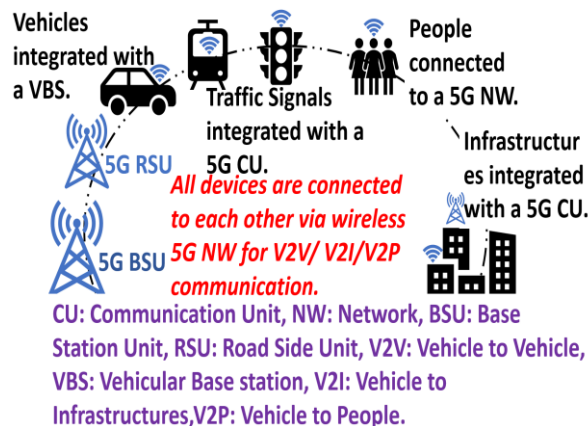 Vehicles
integrated with
a VBS.
Traffic Signals
integrated with a
5G CU.
People
connected
to a 5G NW.
Infrastructur
es integrated
with a 5G CU.
5G RSU
5G BSU
All devices are connected
to each other via wireless
5G NW for V2V/ V2I/V2P
communication.
CU: Communication Unit, NW: Network, BSU: Base
Station Unit, RSU: Road Side Unit, V2V: Vehicle to Vehicle,
VBS: Vehicular Base station, V2I: Vehicle to
Infrastructures,V2P: Vehicle to People.